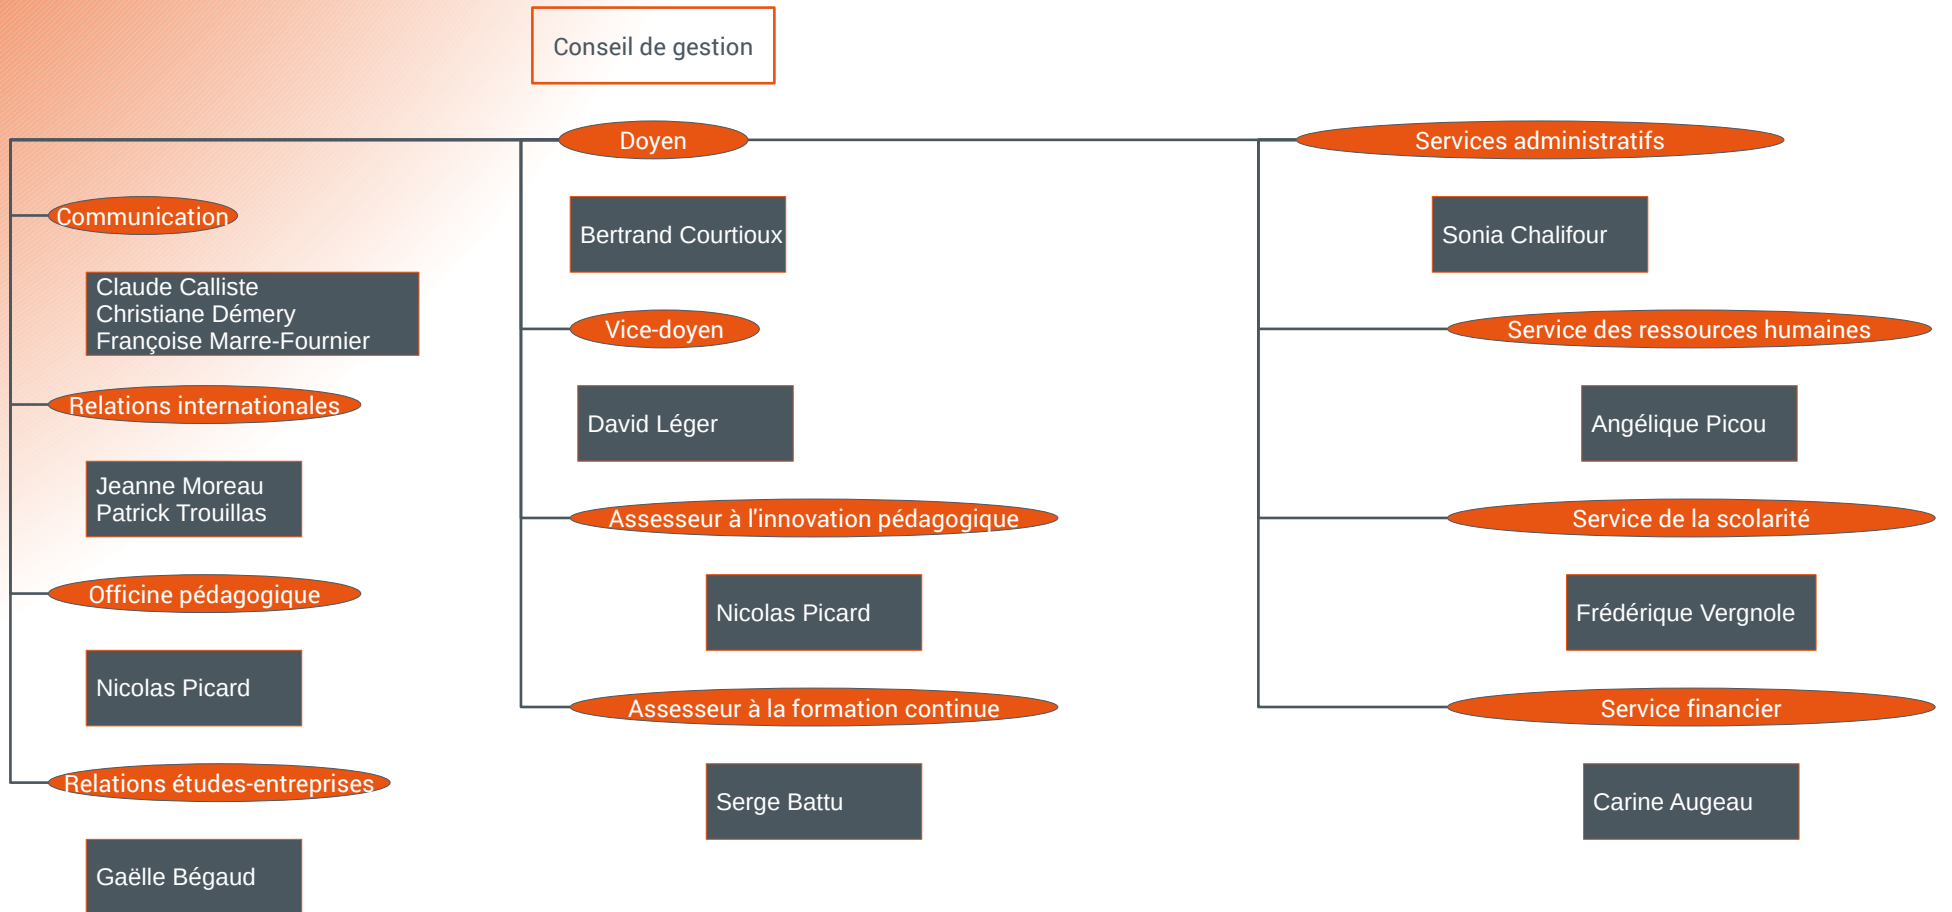 Conseil de gestion
Doyen
Bertrand Courtioux
Communication
Claude Calliste
Christiane Démery
Françoise Marre-Fournier
Relations internationales
Jeanne Moreau
Patrick Trouillas
Officine pédagogique
Nicolas Picard
Relations études-entreprises
Gaëlle Bégaud
Vice-doyen
David Léger
Assesseur à l'innovation pédagogique
Nicolas Picard
Assesseur à la formation continue
Serge Battu
Services administratifs
Sonia Chalifour
Service des ressources humaines
Angélique Picou
Service de la scolarité
Frédérique Vergnole
Service financier
Carine Augeau